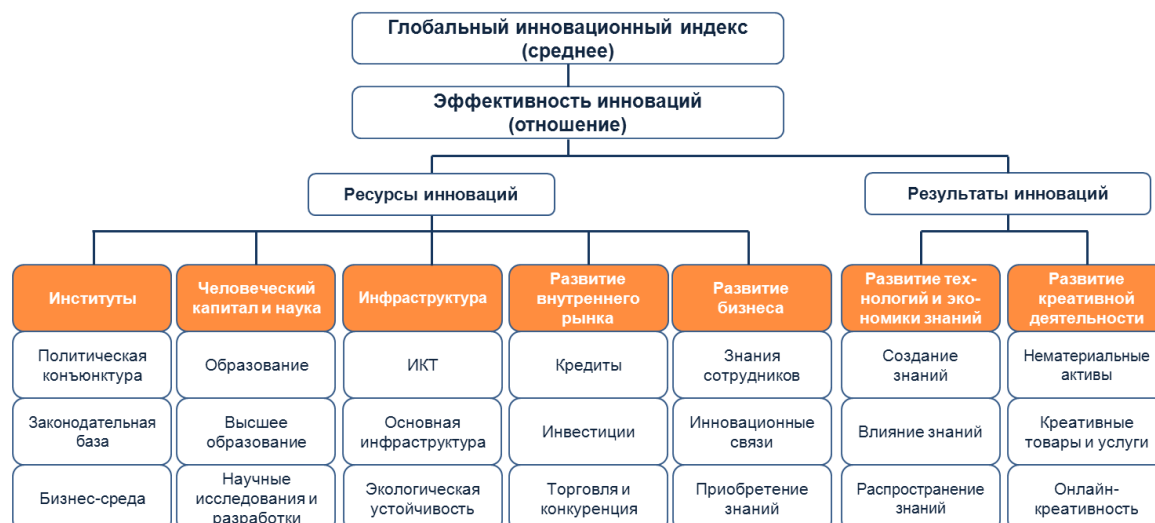 Глобальный инновационный индекс
(среднее)
Эффективность инноваций
(отношение)
Ресурсы инноваций
Результаты инноваций
Институты
Человеческий
капитал и наука
Инфраструктура
Развитие
внутреннего
рынка
Развитие
бизнеса
Развитие тех-
нологий и эко-
номики знаний
Развитие
креативной
деятельности
Политическая
конъюнктура
Образование
ИКТ
Кредиты
Знания
сотрудников
Создание
знаний
Нематериальные
активы
Законодательная
база
Высшее
образование
Основная
инфраструктура
Инвестиции
Инновационные
связи
Влияние знаний
Креативные
товары и услуги
Бизнес-среда
Научные
исследования и
разработки
Экологическая
устойчивость
Торговля и
конкуренция
Приобретение
знаний
Распространение
знаний
Онлайн-
креативность